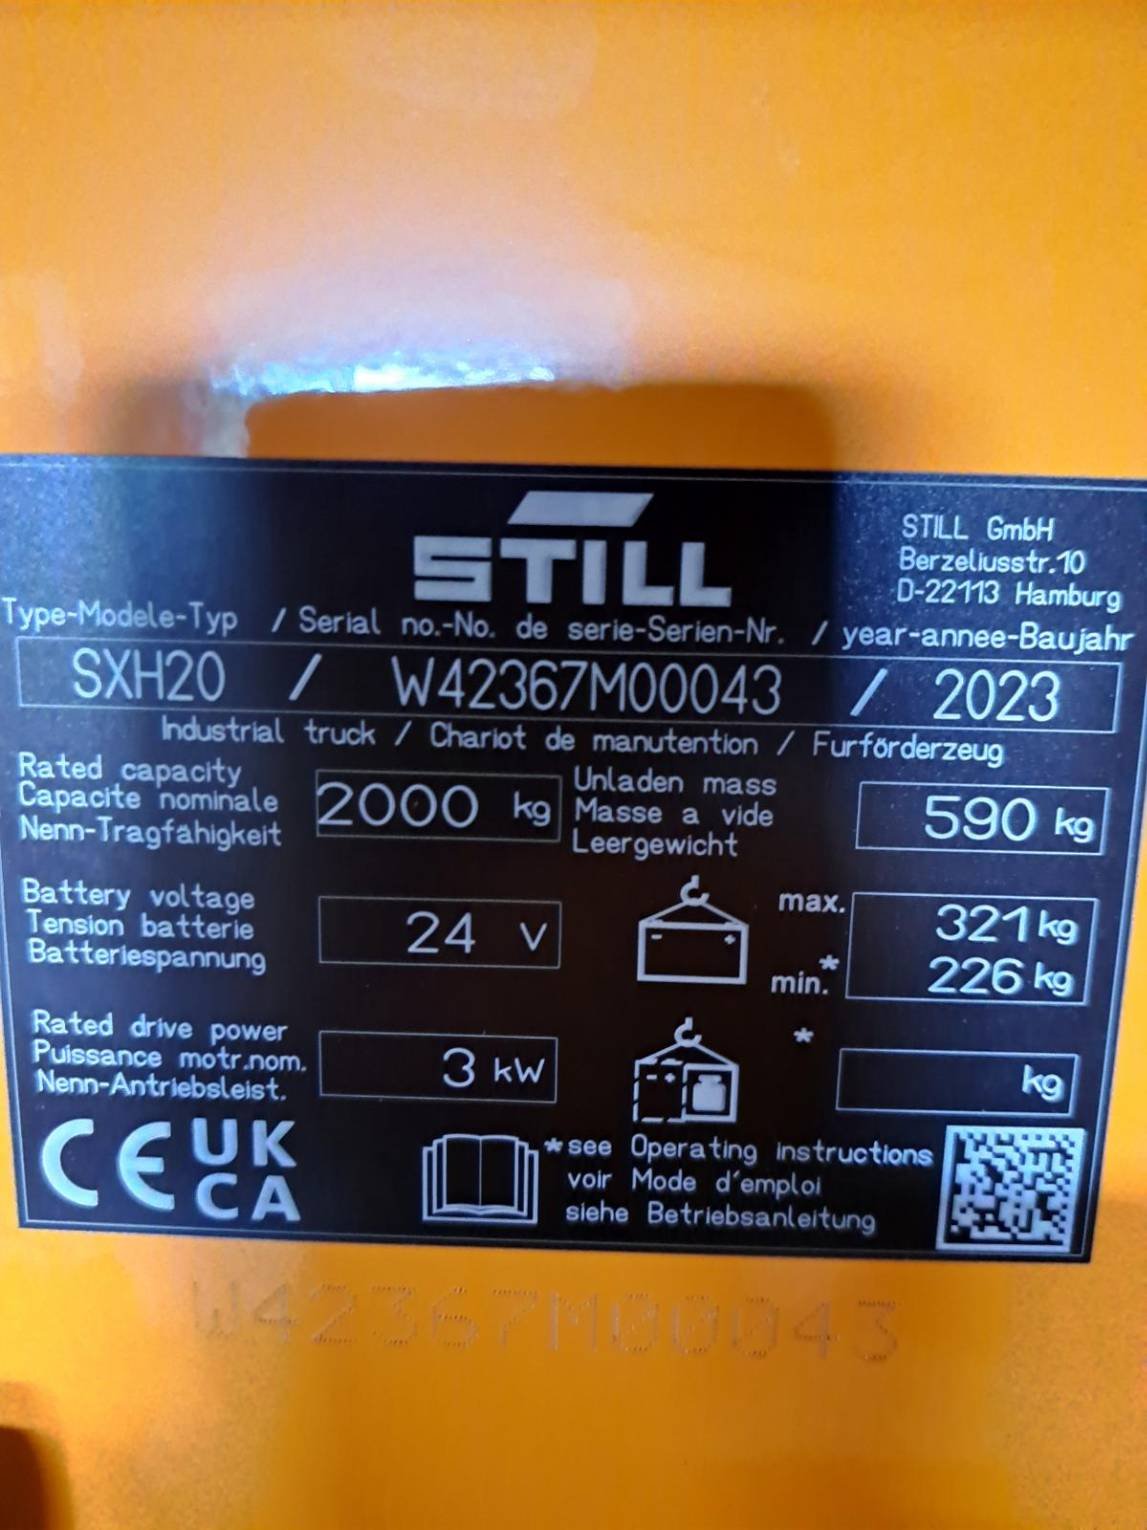 STILL
STILL GmbH
Berzeliusstr.10
D-22113 Hamburg
Type-Modele-Typ / Serial no.-No. de serie-Serien-Nr. / year-annee-Baujahr
SXH20 / W42367M00043 / 2023
Industrial truck / Chariot de manutention / Furförderzeug
Rated capacity
Capacite nominale
Nenn-Tragfähigkeit
2000 kg
Unladen mass
Masse a vide
Leergewicht
590 kg
Battery voltage
Tension batterie
Batteriespannung
24 V
- +
max. 321 kg
min.* 226 kg
Rated drive power
Puissance motr.nom.
Nenn-Antriebsleist.
3 kW
- +
* kg
CE UK
CA
*see Operating instructions
voir Mode d'emploi
siehe Betriebsanleitung
W42367M00043